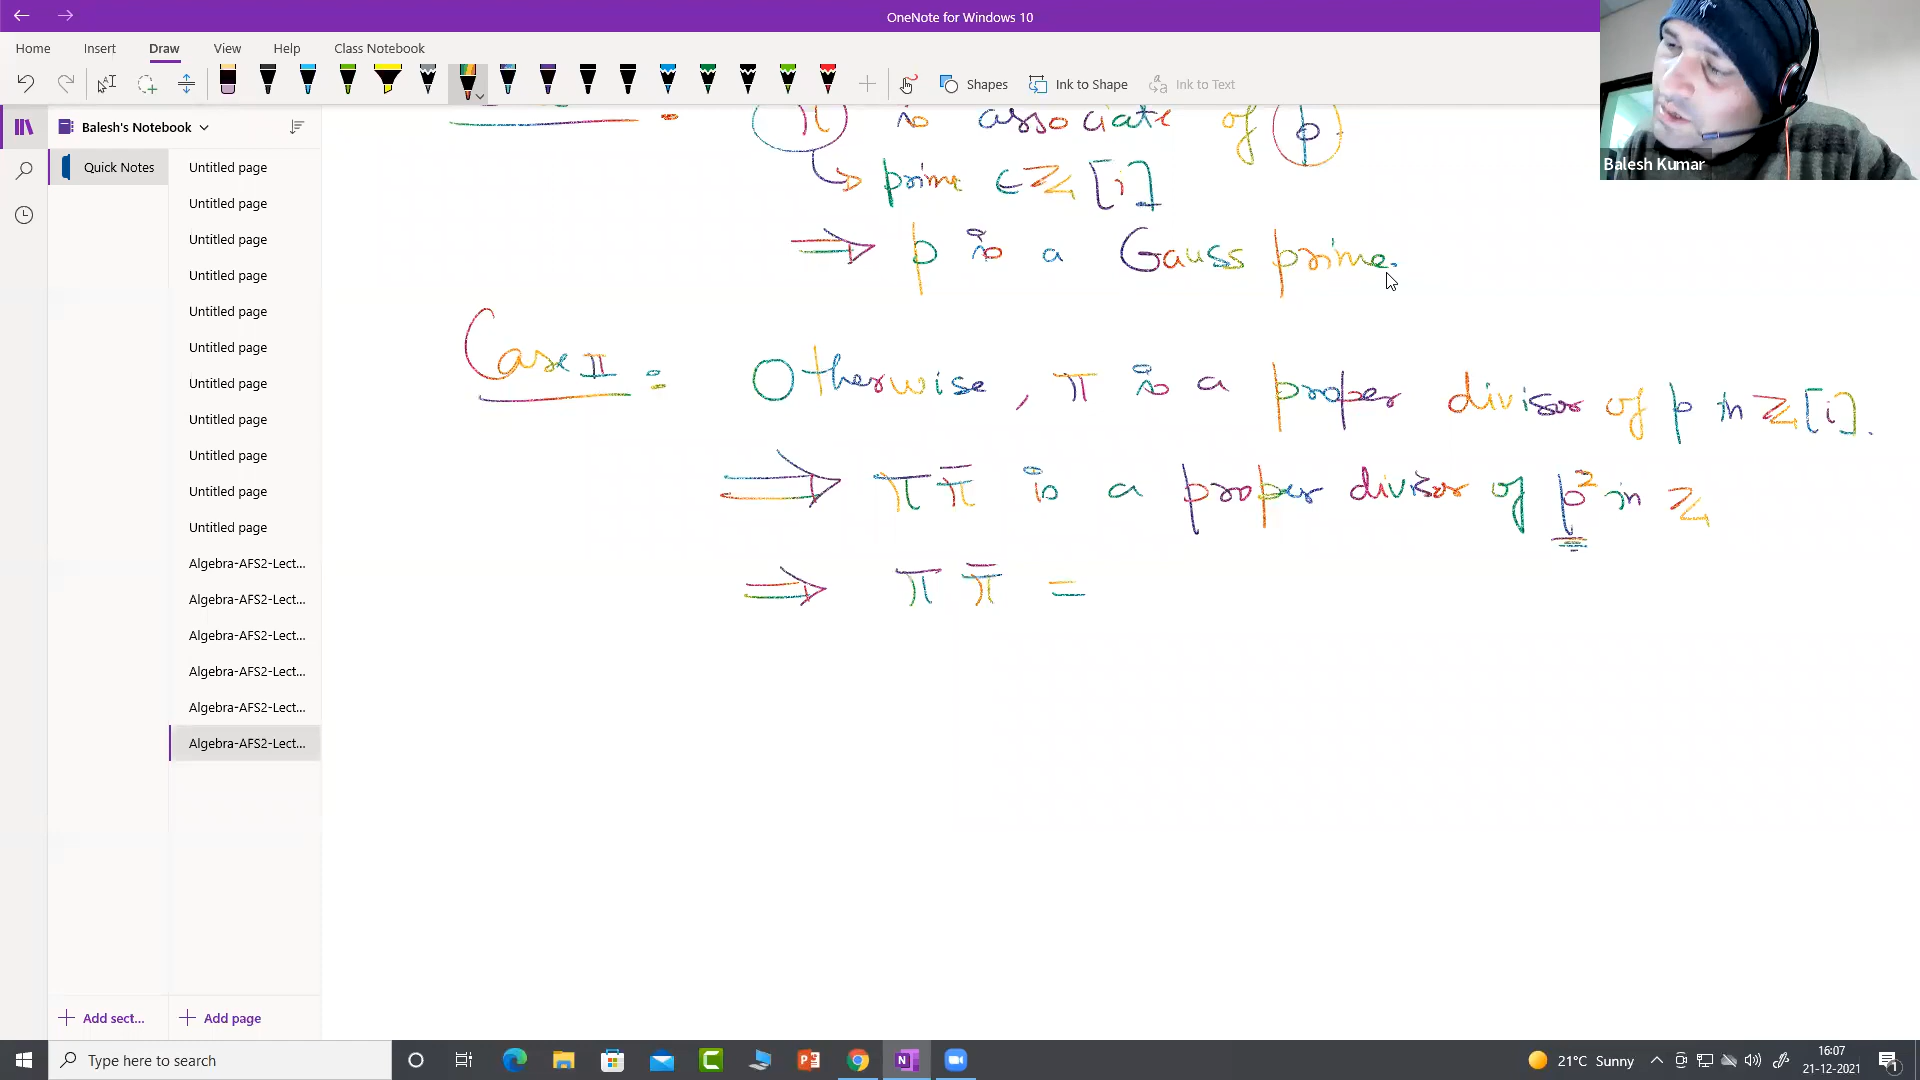 OneNote for Windows 10
Home Insert Draw View Help Class Notebook
Shapes Ink to Shape Ink to Text
Balesh Kumar
Balesh's Notebook
Quick Notes
Untitled page
Untitled page
Untitled page
Untitled page
Untitled page
Untitled page
Untitled page
Untitled page
Untitled page
Untitled page
Untitled page
Algebra-AFS2-Lect...
Algebra-AFS2-Lect...
Algebra-AFS2-Lect...
Algebra-AFS2-Lect...
Algebra-AFS2-Lect...
Algebra-AFS2-Lect...
Add sect... Add page
π is associate of p.
↪ prime ∈ ℤ[i]
⟹ p is a Gauss prime.
Case II = Otherwise, π is a proper divisor of p in ℤ[i].
⟹ π π̄ is a proper divisor of p² in ℤ
⟹ π π̄ =
Type here to search
21°C Sunny
16:07
21-12-2021
1